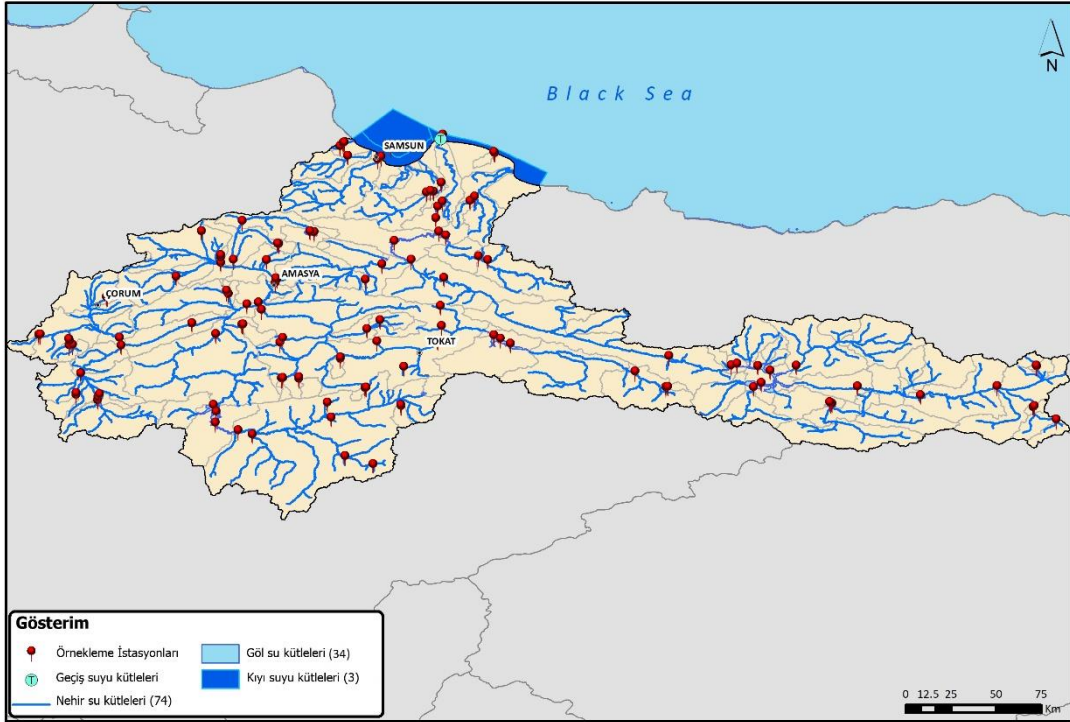 N
Black Sea
SAMSUN
AMASYA
ÇORUM
TOKAT
Gösterim
Örnekleme İstasyonları
Göl su kütleleri (34)
T
Geçiş suyu kütleleri
Kıyı suyu kütleleri (3)
Nehir su kütleleri (74)
0 12.5 25 50 75
Km